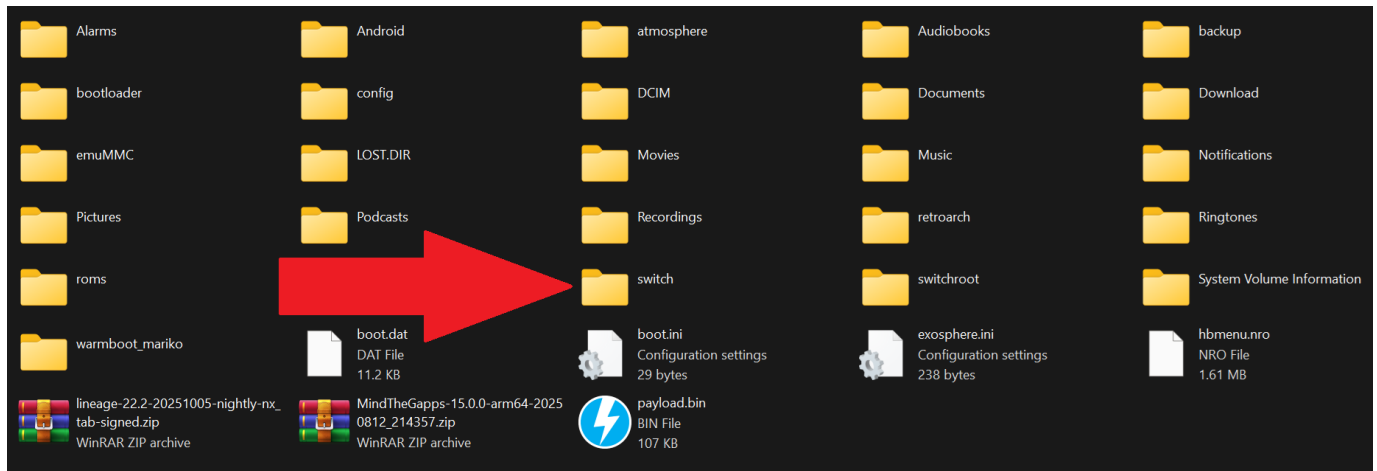 Alarms
Android
atmosphere
Audiobooks
backup
bootloader
config
DCIM
Documents
Download
emuMMC
LOST.DIR
Movies
Music
Notifications
Pictures
Podcasts
Recordings
retroarch
Ringtones
roms
switch
switchroot
System Volume Information
warmboot_mariko
boot.dat
DAT File
11.2 KB
boot.ini
Configuration settings
29 bytes
exosphere.ini
Configuration settings
238 bytes
hbmenu.nro
NRO File
1.61 MB
lineage-22.2-20251005-nightly-nx_
tab-signed.zip
WinRAR ZIP archive
MindTheGapps-15.0.0-arm64-2025
0812_214357.zip
WinRAR ZIP archive
payload.bin
BIN File
107 KB